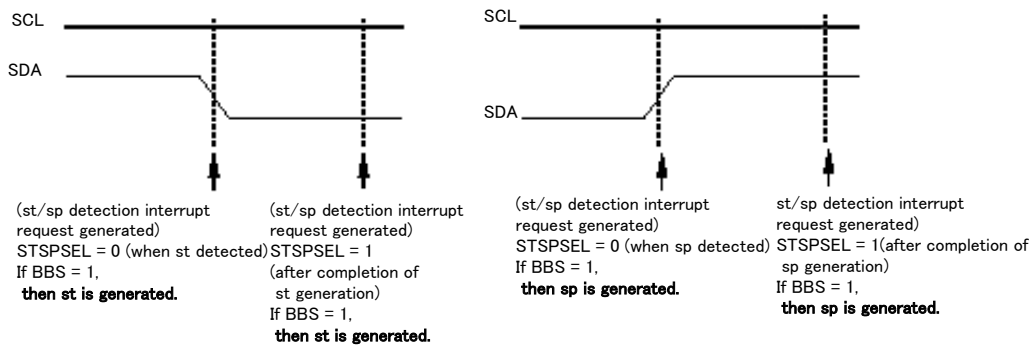 SCL
SDA
(st/sp detection interrupt
request generated)
STSPSEL = 0 (when st detected)
If BBS = 1,
then st is generated.
(st/sp detection interrupt
request generated)
STSPSEL = 1
(after completion of
st generation)
If BBS = 1,
then st is generated.
SCL
SDA
(st/sp detection interrupt
request generated)
STSPSEL = 0 (when sp detected)
If BBS = 1,
then sp is generated.
st/sp detection interrupt
request generated)
STSPSEL = 1(after completion of
sp generation)
If BBS = 1,
then sp is generated.